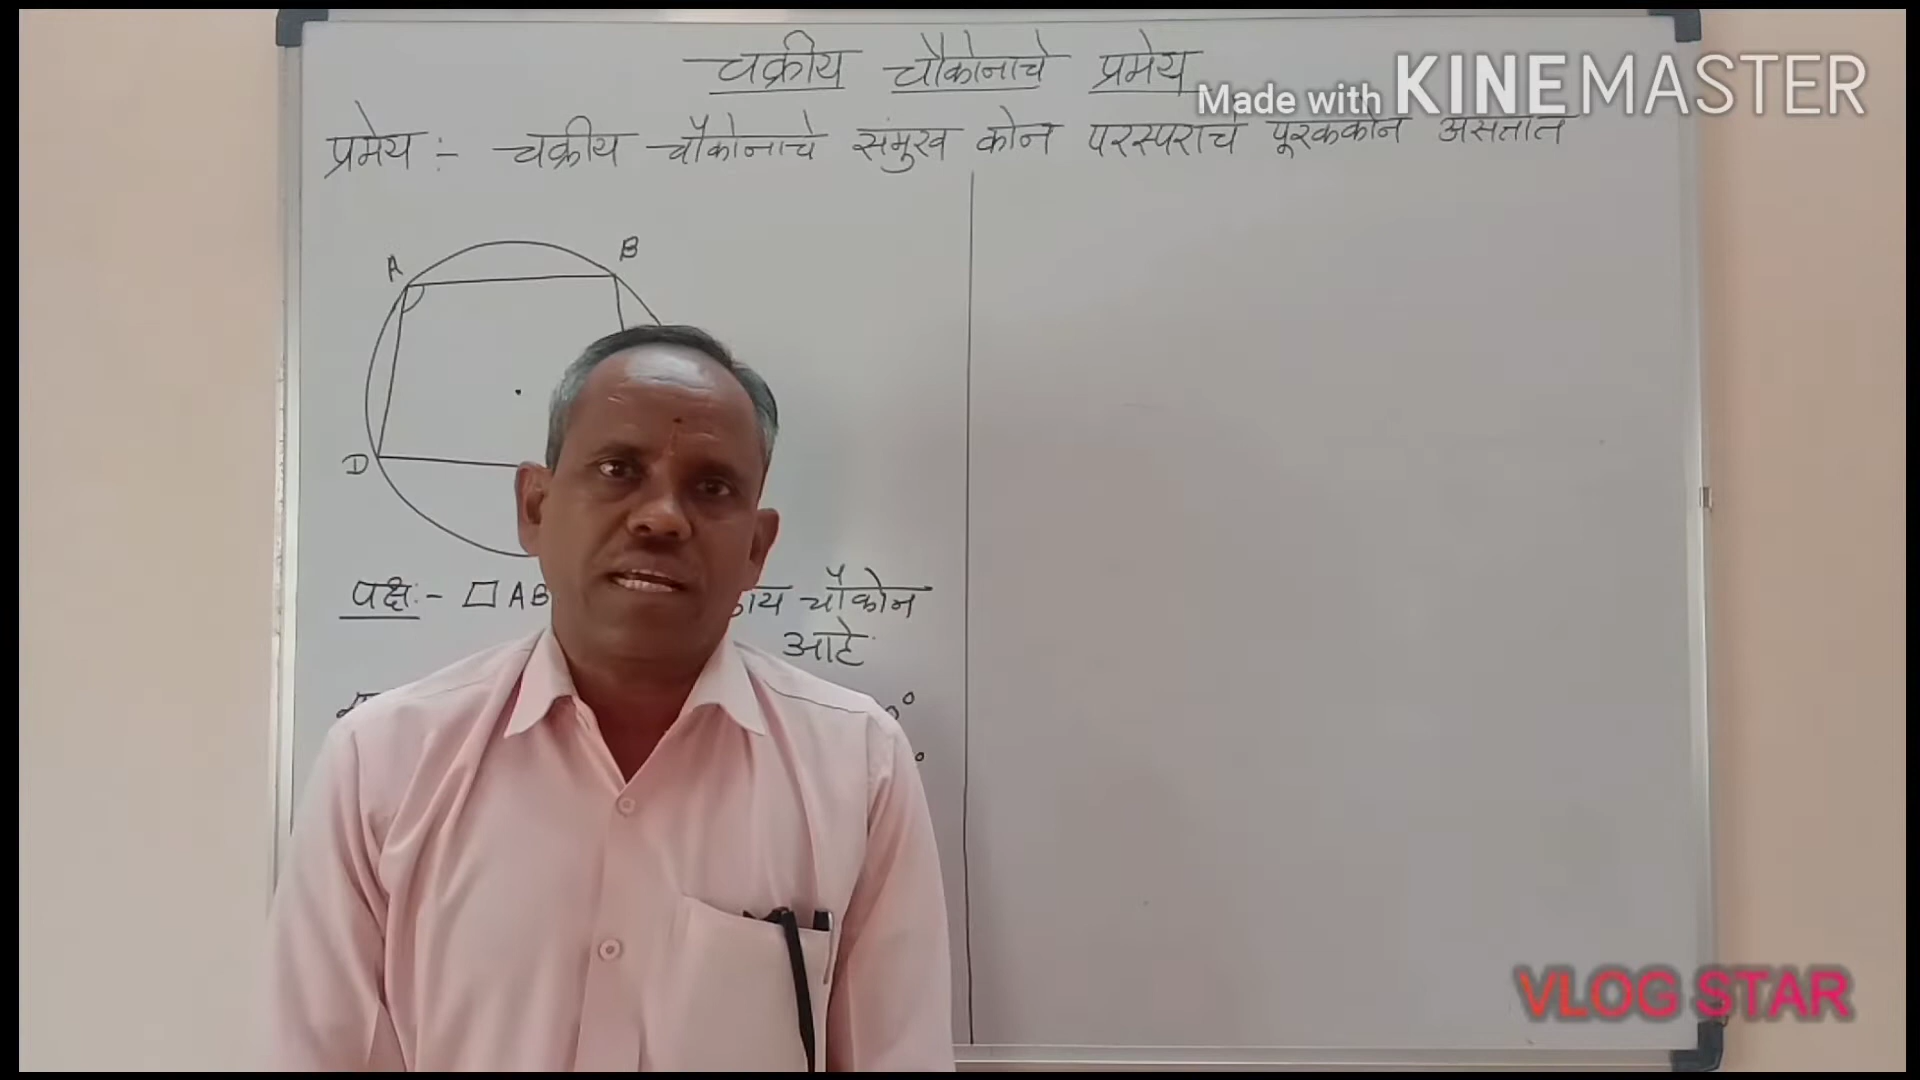 चक्रीय चौकोनाचे प्रमेय
Made with KINEMASTER
प्रमेय :- चक्रीय चौकोनाचे संमुख कोन परस्पराचे पूरककोन असतात
A
B
D
पक्षः- □ AB चौकोन
आहे
VLOG STAR